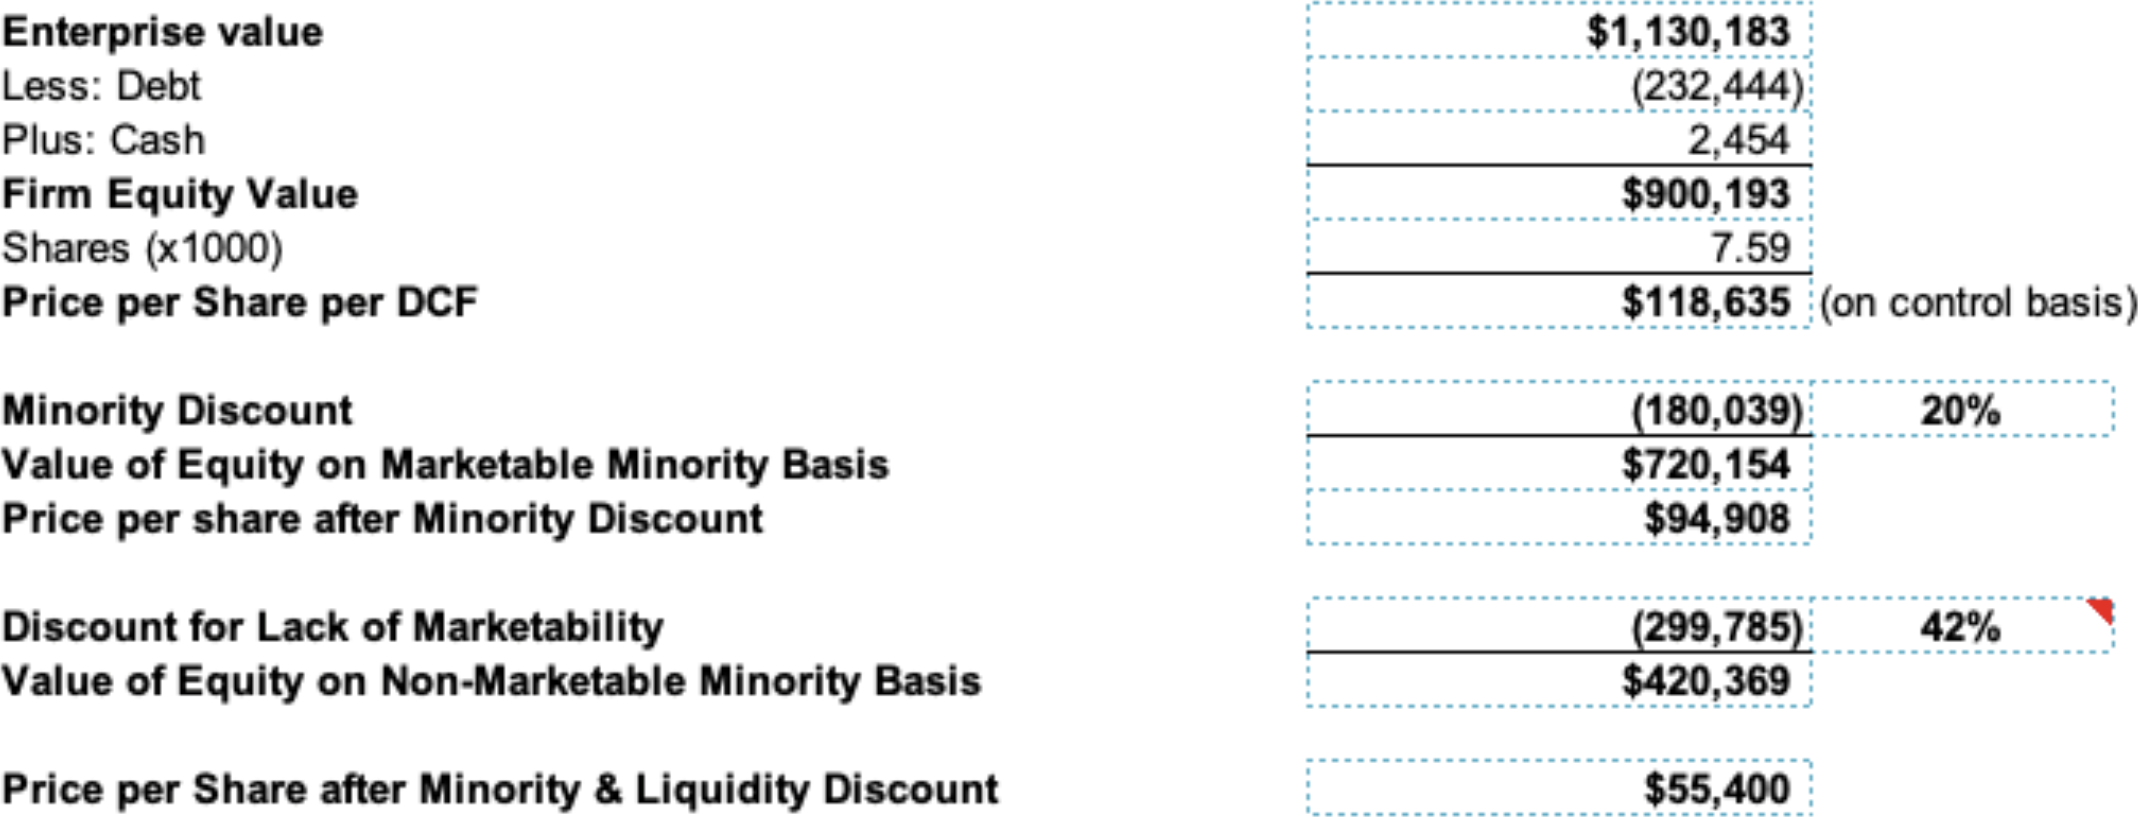 Enterprise value $1,130,183
Less: Debt (232,444)
Plus: Cash 2,454
Firm Equity Value $900,193
Shares (x1000) 7.59
Price per Share per DCF $118,635 (on control basis)
Minority Discount (180,039) 20%
Value of Equity on Marketable Minority Basis $720,154
Price per share after Minority Discount $94,908
Discount for Lack of Marketability (299,785) 42%
Value of Equity on Non-Marketable Minority Basis $420,369
Price per Share after Minority & Liquidity Discount $55,400